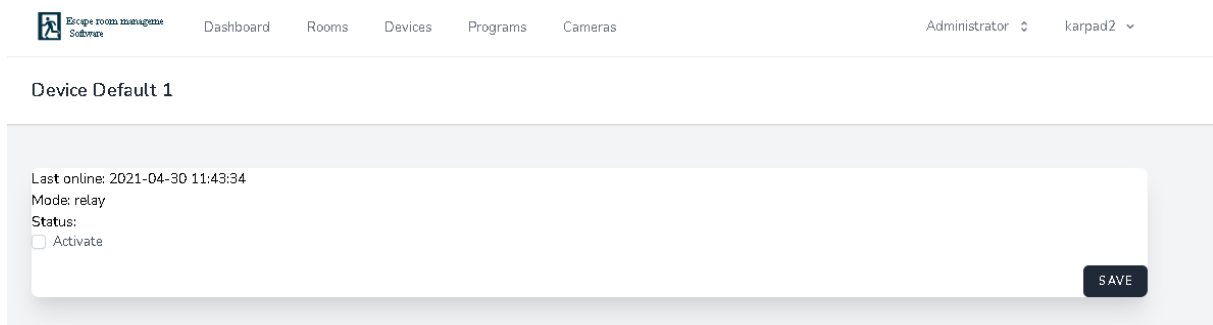 Escape room manageme
Software
Dashboard Rooms Devices Programs Cameras Administrator karpad2
Device Default 1
Last online: 2021-04-30 11:43:34
Mode: relay
Status:
Activate
SAVE